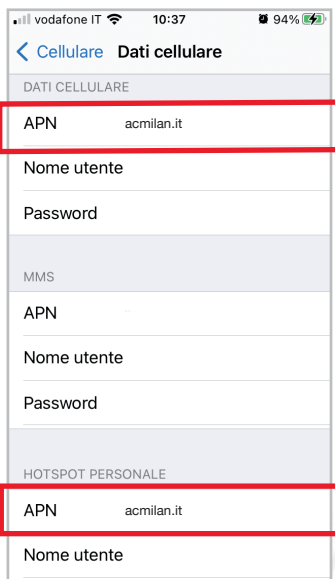 vodafone IT 10:37 94%
Cellulare Dati cellulare
DATI CELLULARE
APN acmilan.it
Nome utente
Password
MMS
APN
Nome utente
Password
HOTSPOT PERSONALE
APN acmilan.it
Nome utente